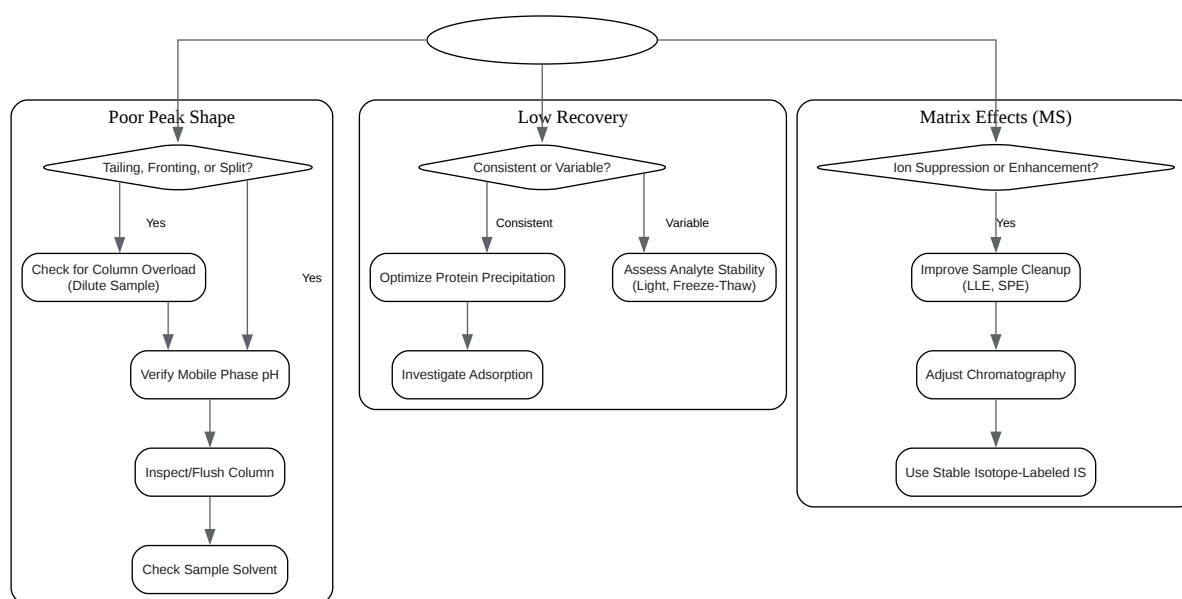 Poor Peak Shape
Tailing, Fronting, or Split?
Yes
Yes
Check for Column Overload
(Dilute Sample)
Verify Mobile Phase pH
Inspect/Flush Column
Check Sample Solvent
Low Recovery
Consistent or Variable?
Consistent
Variable
Optimize Protein Precipitation
Assess Analyte Stability
(Light, Freeze-Thaw)
Investigate Adsorption
Matrix Effects (MS)
Ion Suppression or Enhancement?
Yes
Improve Sample Cleanup
(LLE, SPE)
Adjust Chromatography
Use Stable Isotope-Labeled IS